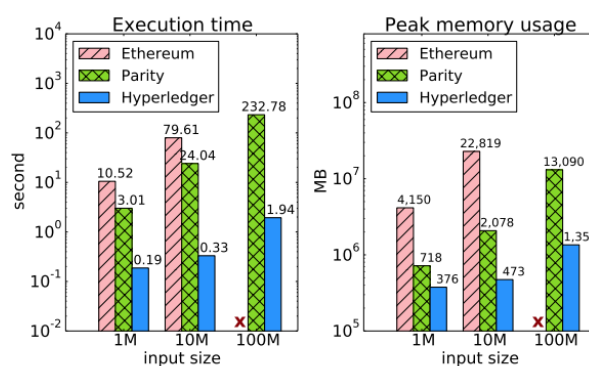 Execution time
10^4
10^3
10^2
10^1
10^0
10^-1
10^-2
second
Ethereum
Parity
Hyperledger
10.52
3.01
0.19
79.61
24.04
0.33
x
232.78
1.94
1M
10M
100M
input size
Peak memory usage
10^8
10^7
10^6
10^5
MB
Ethereum
Parity
Hyperledger
4,150
718
376
22,819
2,078
473
x
13,090
1,35
1M
10M
100M
input size